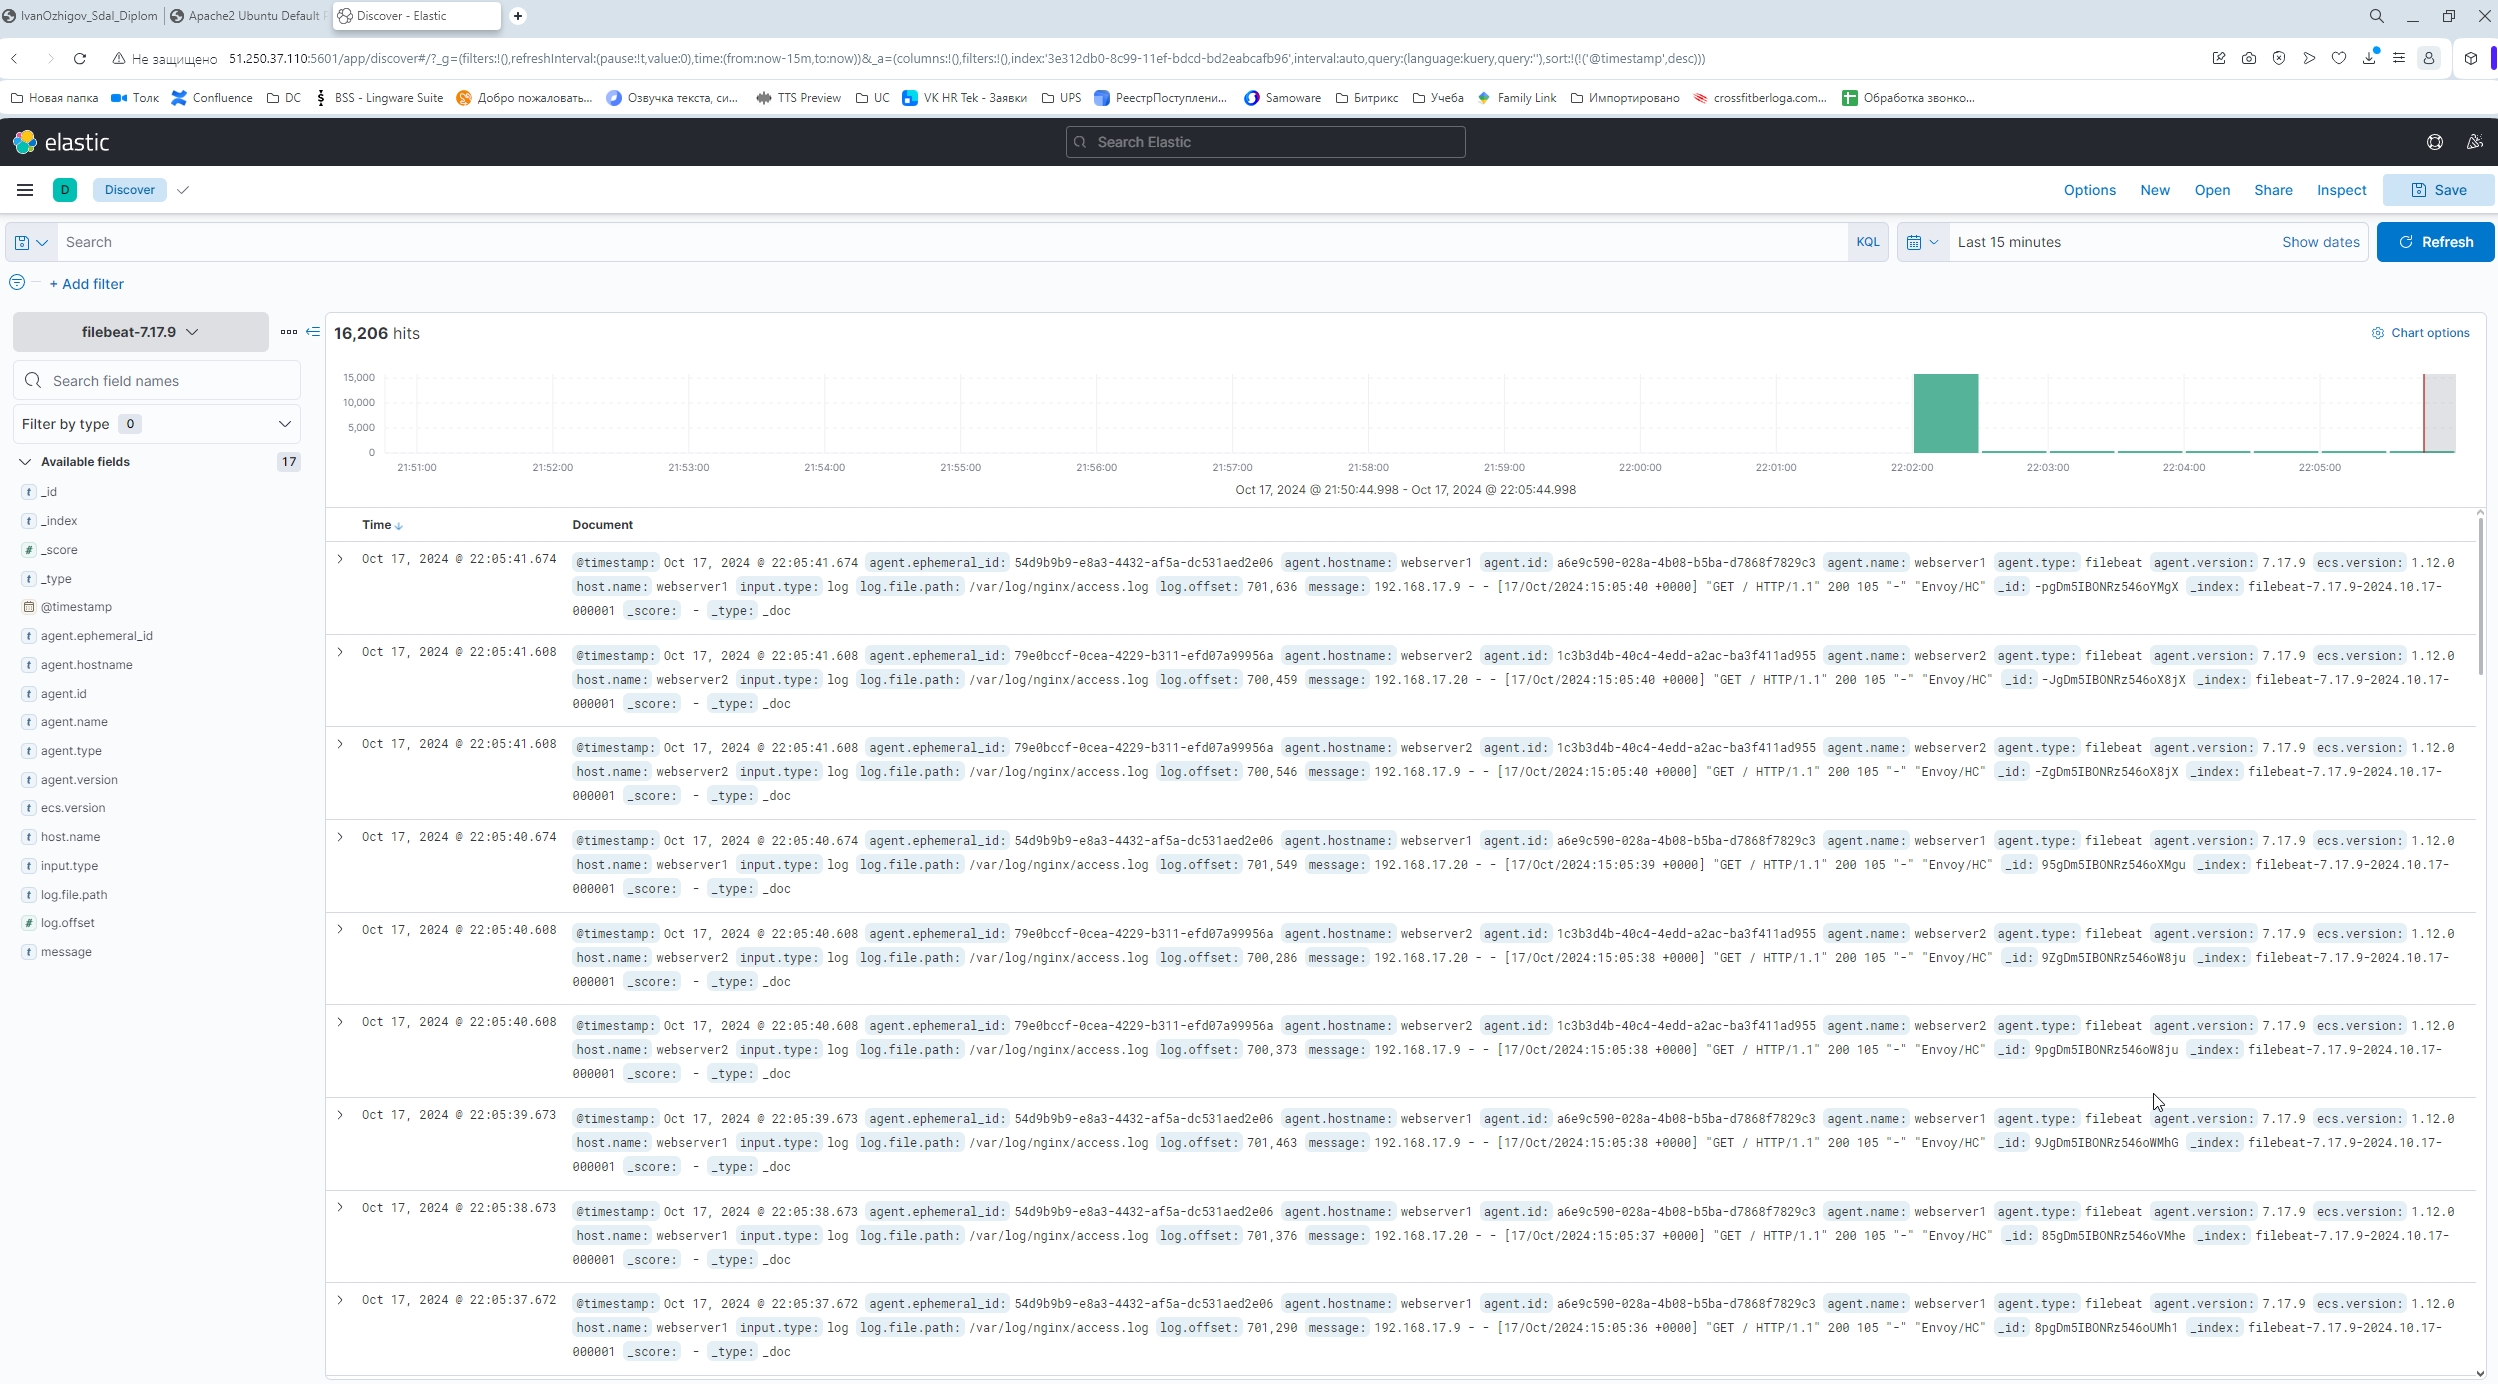 IvanOzhigov_Sdal_Diplom
Apache2 Ubuntu Default
Discover - Elastic
Не защищено 51.250.37.110:5601/app/discover#/?_g=(filters:!(),refreshInterval:(pause:!t,value:0),time:(from:now-15m,to:now))&_a=(columns:!(),filters:!(),index:'3e312db0-8c99-11ef-bdcd-bd2eabcafb96',interval:auto,query:(language:kuery,query:''),sort:!(!('@timestamp',desc)))
Новая папка Толк Confluence DC BSS - Lingware Suite Добро пожаловать... Озвучка текста, си... TTS Preview UC VK HR Tek - Заявки UPS РеестрПоступлени... Samoware Битрикс Учеба Family Link Импортировано crossfitberloga.com... Обработка звонко...
elastic Search Elastic
D Discover Options New Open Share Inspect Save
Search KQL Last 15 minutes Show dates Refresh
+ Add filter
filebeat-7.17.9
Search field names
Filter by type 0
Available fields 17
_id
_index
_score
_type
@timestamp
agent.ephemeral_id
agent.hostname
agent.id
agent.name
agent.type
agent.version
ecs.version
host.name
input.type
log.file.path
log.offset
message
16,206 hits Chart options
15,000
10,000
5,000
0
21:51:00 21:52:00 21:53:00 21:54:00 21:55:00 21:56:00 21:57:00 21:58:00 21:59:00 22:00:00 22:01:00 22:02:00 22:03:00 22:04:00 22:05:00
Oct 17, 2024 @ 21:50:44.998 - Oct 17, 2024 @ 22:05:44.998
Time Document
Oct 17, 2024 @ 22:05:41.674 @timestamp: Oct 17, 2024 @ 22:05:41.674 agent.ephemeral_id: 54d9b9b9-e8a3-4432-af5a-dc531aed2e06 agent.hostname: webserver1 agent.id: a6e9c590-028a-4b08-b5ba-d7868f7829c3 agent.name: webserver1 agent.type: filebeat agent.version: 7.17.9 ecs.version: 1.12.0
host.name: webserver1 input.type: log log.file.path: /var/log/nginx/access.log log.offset: 701,636 message: 192.168.17.9 - - [17/Oct/2024:15:05:40 +0000] "GET / HTTP/1.1" 200 105 "-" "Envoy/HC" _id: -pgDm5IBONRz546oYMgX _index: filebeat-7.17.9-2024.10.17-
000001 _score: - _type: _doc
Oct 17, 2024 @ 22:05:41.608 @timestamp: Oct 17, 2024 @ 22:05:41.608 agent.ephemeral_id: 79e0bccf-0cea-4229-b311-efd07a99956a agent.hostname: webserver2 agent.id: 1c3b3d4b-40c4-4edd-a2ac-ba3f411ad955 agent.name: webserver2 agent.type: filebeat agent.version: 7.17.9 ecs.version: 1.12.0
host.name: webserver2 input.type: log log.file.path: /var/log/nginx/access.log log.offset: 700,459 message: 192.168.17.20 - - [17/Oct/2024:15:05:40 +0000] "GET / HTTP/1.1" 200 105 "-" "Envoy/HC" _id: -JgDm5IBONRz546oX8jX _index: filebeat-7.17.9-2024.10.17-
000001 _score: - _type: _doc
Oct 17, 2024 @ 22:05:41.608 @timestamp: Oct 17, 2024 @ 22:05:41.608 agent.ephemeral_id: 79e0bccf-0cea-4229-b311-efd07a99956a agent.hostname: webserver2 agent.id: 1c3b3d4b-40c4-4edd-a2ac-ba3f411ad955 agent.name: webserver2 agent.type: filebeat agent.version: 7.17.9 ecs.version: 1.12.0
host.name: webserver2 input.type: log log.file.path: /var/log/nginx/access.log log.offset: 700,546 message: 192.168.17.9 - - [17/Oct/2024:15:05:40 +0000] "GET / HTTP/1.1" 200 105 "-" "Envoy/HC" _id: -ZgDm5IBONRz546oX8jX _index: filebeat-7.17.9-2024.10.17-
000001 _score: - _type: _doc
Oct 17, 2024 @ 22:05:40.674 @timestamp: Oct 17, 2024 @ 22:05:40.674 agent.ephemeral_id: 54d9b9b9-e8a3-4432-af5a-dc531aed2e06 agent.hostname: webserver1 agent.id: a6e9c590-028a-4b08-b5ba-d7868f7829c3 agent.name: webserver1 agent.type: filebeat agent.version: 7.17.9 ecs.version: 1.12.0
host.name: webserver1 input.type: log log.file.path: /var/log/nginx/access.log log.offset: 701,549 message: 192.168.17.20 - - [17/Oct/2024:15:05:39 +0000] "GET / HTTP/1.1" 200 105 "-" "Envoy/HC" _id: 95gDm5IBONRz546oXMgu _index: filebeat-7.17.9-2024.10.17-
000001 _score: - _type: _doc
Oct 17, 2024 @ 22:05:40.608 @timestamp: Oct 17, 2024 @ 22:05:40.608 agent.ephemeral_id: 79e0bccf-0cea-4229-b311-efd07a99956a agent.hostname: webserver2 agent.id: 1c3b3d4b-40c4-4edd-a2ac-ba3f411ad955 agent.name: webserver2 agent.type: filebeat agent.version: 7.17.9 ecs.version: 1.12.0
host.name: webserver2 input.type: log log.file.path: /var/log/nginx/access.log log.offset: 700,286 message: 192.168.17.20 - - [17/Oct/2024:15:05:38 +0000] "GET / HTTP/1.1" 200 105 "-" "Envoy/HC" _id: 9ZgDm5IBONRz546oW8ju _index: filebeat-7.17.9-2024.10.17-
000001 _score: - _type: _doc
Oct 17, 2024 @ 22:05:40.608 @timestamp: Oct 17, 2024 @ 22:05:40.608 agent.ephemeral_id: 79e0bccf-0cea-4229-b311-efd07a99956a agent.hostname: webserver2 agent.id: 1c3b3d4b-40c4-4edd-a2ac-ba3f411ad955 agent.name: webserver2 agent.type: filebeat agent.version: 7.17.9 ecs.version: 1.12.0
host.name: webserver2 input.type: log log.file.path: /var/log/nginx/access.log log.offset: 700,373 message: 192.168.17.9 - - [17/Oct/2024:15:05:38 +0000] "GET / HTTP/1.1" 200 105 "-" "Envoy/HC" _id: 9pgDm5IBONRz546oW8ju _index: filebeat-7.17.9-2024.10.17-
000001 _score: - _type: _doc
Oct 17, 2024 @ 22:05:39.673 @timestamp: Oct 17, 2024 @ 22:05:39.673 agent.ephemeral_id: 54d9b9b9-e8a3-4432-af5a-dc531aed2e06 agent.hostname: webserver1 agent.id: a6e9c590-028a-4b08-b5ba-d7868f7829c3 agent.name: webserver1 agent.type: filebeat agent.version: 7.17.9 ecs.version: 1.12.0
host.name: webserver1 input.type: log log.file.path: /var/log/nginx/access.log log.offset: 701,463 message: 192.168.17.9 - - [17/Oct/2024:15:05:38 +0000] "GET / HTTP/1.1" 200 105 "-" "Envoy/HC" _id: 9JgDm5IBONRz546oWMhG _index: filebeat-7.17.9-2024.10.17-
000001 _score: - _type: _doc
Oct 17, 2024 @ 22:05:38.673 @timestamp: Oct 17, 2024 @ 22:05:38.673 agent.ephemeral_id: 54d9b9b9-e8a3-4432-af5a-dc531aed2e06 agent.hostname: webserver1 agent.id: a6e9c590-028a-4b08-b5ba-d7868f7829c3 agent.name: webserver1 agent.type: filebeat agent.version: 7.17.9 ecs.version: 1.12.0
host.name: webserver1 input.type: log log.file.path: /var/log/nginx/access.log log.offset: 701,376 message: 192.168.17.20 - - [17/Oct/2024:15:05:37 +0000] "GET / HTTP/1.1" 200 105 "-" "Envoy/HC" _id: 85gDm5IBONRz546oVMhe _index: filebeat-7.17.9-2024.10.17-
000001 _score: - _type: _doc
Oct 17, 2024 @ 22:05:37.672 @timestamp: Oct 17, 2024 @ 22:05:37.672 agent.ephemeral_id: 54d9b9b9-e8a3-4432-af5a-dc531aed2e06 agent.hostname: webserver1 agent.id: a6e9c590-028a-4b08-b5ba-d7868f7829c3 agent.name: webserver1 agent.type: filebeat agent.version: 7.17.9 ecs.version: 1.12.0
host.name: webserver1 input.type: log log.file.path: /var/log/nginx/access.log log.offset: 701,290 message: 192.168.17.9 - - [17/Oct/2024:15:05:36 +0000] "GET / HTTP/1.1" 200 105 "-" "Envoy/HC" _id: 8pgDm5IBONRz546oUMh1 _index: filebeat-7.17.9-2024.10.17-
000001 _score: - _type: _doc